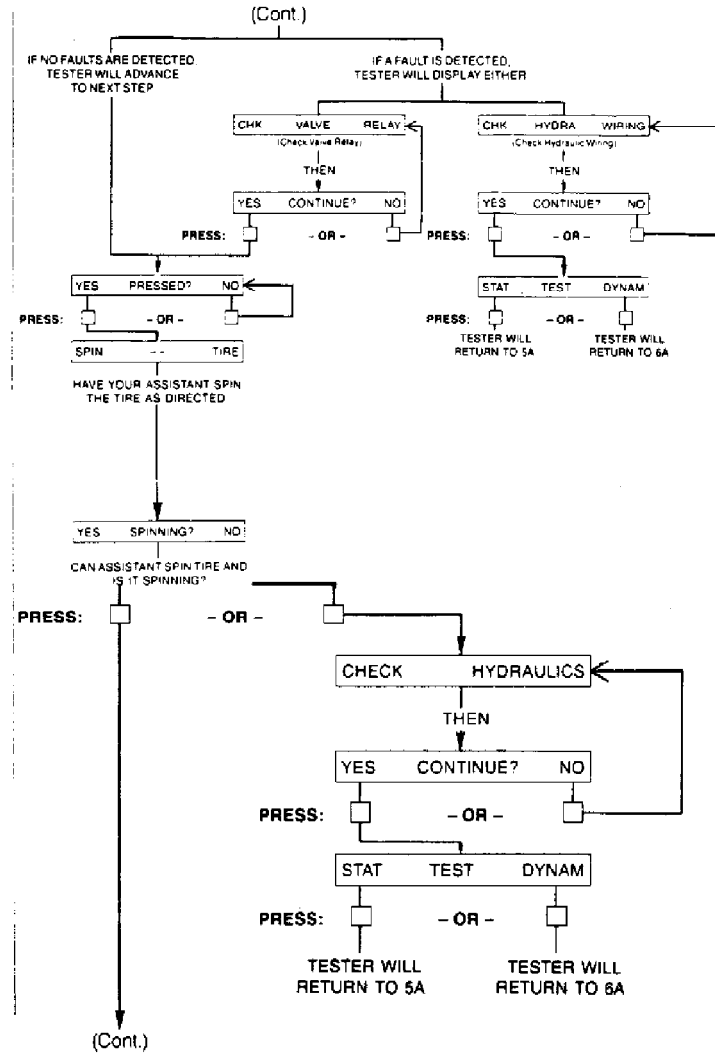 (Cont.)
IF NO FAULTS ARE DETECTED,
TESTER WILL ADVANCE
TO NEXT STEP
IF A FAULT IS DETECTED,
TESTER WILL DISPLAY EITHER
CHK VALVE RELAY
(Check Valve Relay)
CHK HYDRA WIRING
(Check Hydraulic Wiring)
THEN
THEN
YES CONTINUE? NO
YES CONTINUE? NO
PRESS: – OR –
PRESS: – OR –
YES PRESSED? NO
STAT TEST DYNAM
PRESS: – OR –
PRESS: – OR –
TESTER WILL
RETURN TO 5A
TESTER WILL
RETURN TO 6A
SPIN -- TIRE
HAVE YOUR ASSISTANT SPIN
THE TIRE AS DIRECTED
YES SPINNING? NO
CAN ASSISTANT SPIN TIRE AND
IS IT SPINNING?
PRESS: – OR –
CHECK HYDRAULICS
THEN
YES CONTINUE? NO
PRESS: – OR –
STAT TEST DYNAM
PRESS: – OR –
TESTER WILL
RETURN TO 5A
TESTER WILL
RETURN TO 6A
(Cont.)